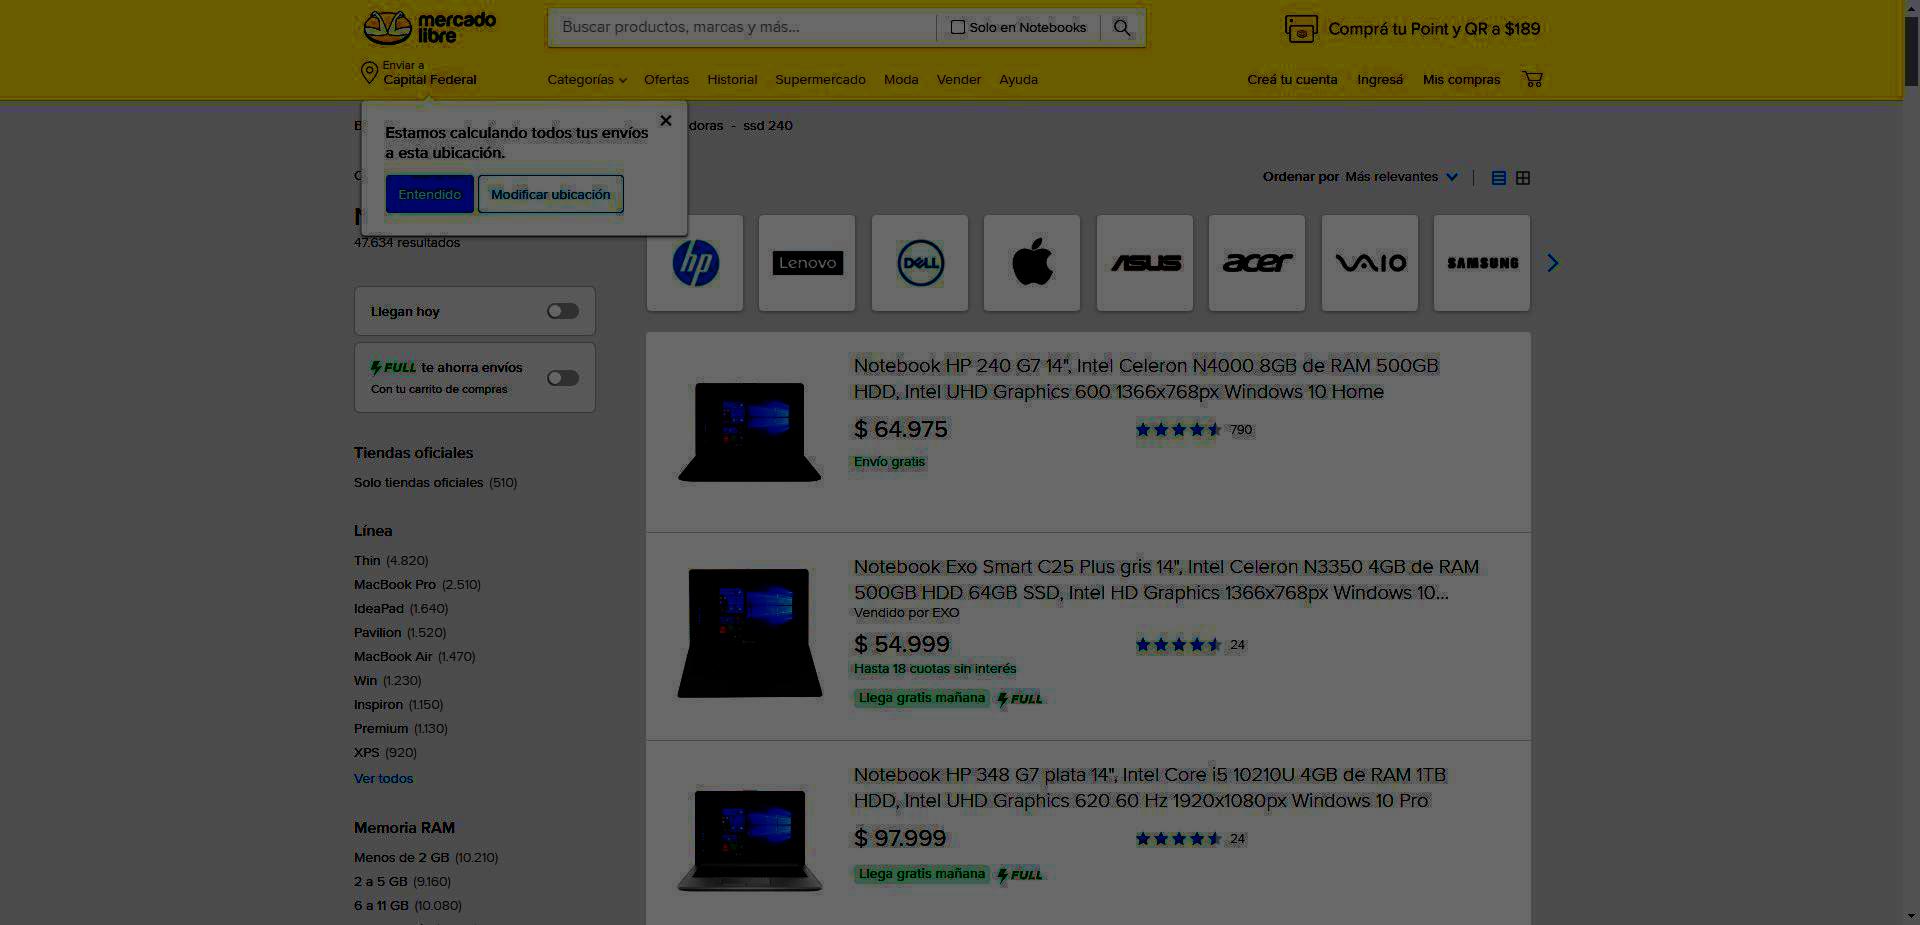 mercado
libre
Buscar productos, marcas y más...
Solo en Notebooks
Comprá tu Point y QR a $189
Enviar a
Capital Federal
Categorías
Ofertas
Historial
Supermercado
Moda
Vender
Ayuda
Creá tu cuenta
Ingresá
Mis compras
Estamos calculando todos tus envíos
a esta ubicación.
Entendido
Modificar ubicación
doras - ssd 240
Ordenar por Más relevantes
47.634 resultados
hp
Lenovo
DELL
ASUS
acer
VAIO
SAMSUNG
Llegan hoy
FULL te ahorra envíos
Con tu carrito de compras
Tiendas oficiales
Solo tiendas oficiales (510)
Línea
Thin (4.820)
MacBook Pro (2.510)
IdeaPad (1.640)
Pavilion (1.520)
MacBook Air (1.470)
Win (1.230)
Inspiron (1.150)
Premium (1.130)
XPS (920)
Ver todos
Memoria RAM
Menos de 2 GB (10.210)
2 a 5 GB (9.160)
6 a 11 GB (10.080)
Notebook HP 240 G7 14", Intel Celeron N4000 8GB de RAM 500GB
HDD, Intel UHD Graphics 600 1366x768px Windows 10 Home
$ 64.975
790
Envío gratis
Notebook Exo Smart C25 Plus gris 14", Intel Celeron N3350 4GB de RAM
500GB HDD 64GB SSD, Intel HD Graphics 1366x768px Windows 10...
Vendido por EXO
$ 54.999
24
Hasta 18 cuotas sin interés
Llega gratis mañana FULL
Notebook HP 348 G7 plata 14", Intel Core i5 10210U 4GB de RAM 1TB
HDD, Intel UHD Graphics 620 60 Hz 1920x1080px Windows 10 Pro
$ 97.999
24
Llega gratis mañana FULL